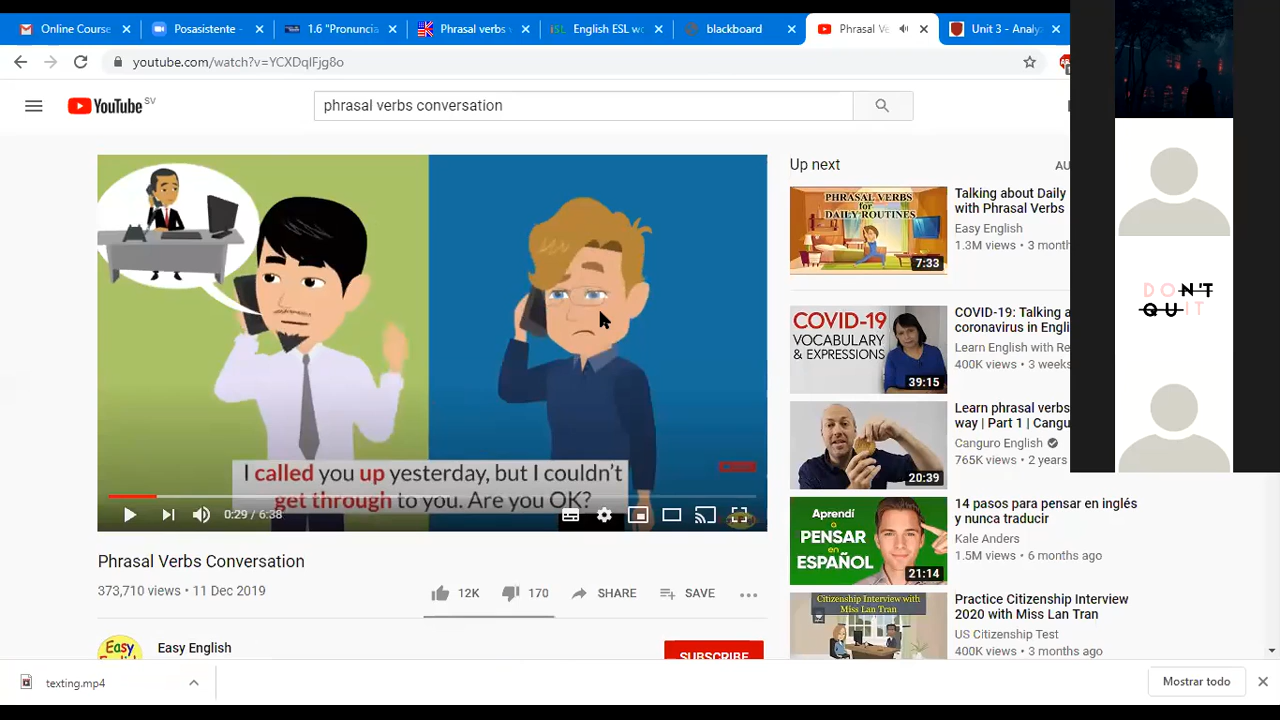 Online Course
Posasistente -
1.6 "Pronuncia
Phrasal verbs
English ESL wo
blackboard
Phrasal Ve
Unit 3 - Analy
youtube.com/watch?v=YCXDqIFjg8o
YouTube SV
phrasal verbs conversation
I called you up yesterday, but I couldn't
get through to you. Are you OK?
0:29 / 6:38
Phrasal Verbs Conversation
373,710 views • 11 Dec 2019
12K 170 SHARE SAVE
Easy English
SUBSCRIBE
Up next
AU
PHRASAL VERBS
for
DAILY ROUTINES
7:33
Talking about Daily
with Phrasal Verbs
Easy English
1.3M views • 3 month
COVID-19
VOCABULARY
& EXPRESSIONS
39:15
COVID-19: Talking a
coronavirus in Engli
Learn English with Re
400K views • 3 weeks
20:39
Learn phrasal verbs
way | Part 1 | Cangu
Canguro English
765K views • 2 years
Aprendí
a
PENSAR
en
ESPAÑOL
21:14
14 pasos para pensar en inglés
y nunca traducir
Kale Anders
1.5M views • 6 months ago
Citizenship Interview with
Miss Lan Tran
Practice Citizenship Interview
2020 with Miss Lan Tran
US Citizenship Test
400K views • 3 months ago
DON'T
QUIT
texting.mp4
Mostrar todo